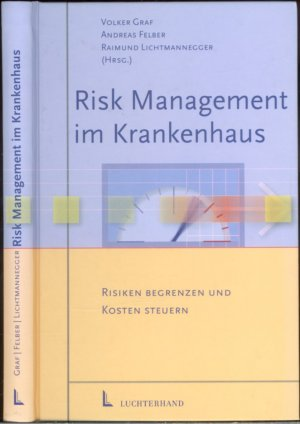 VOLKER GRAF
ANDREAS FELBER
RAIMUND LICHTMANNEGGER
(HRSG.)
Risk Management
im Krankenhaus
RISIKEN BEGRENZEN UND
KOSTEN STEUERN
LUCHTERHAND
GRAF | FELBER | LICHTMANNEGGER Risk Management im Krankenhaus